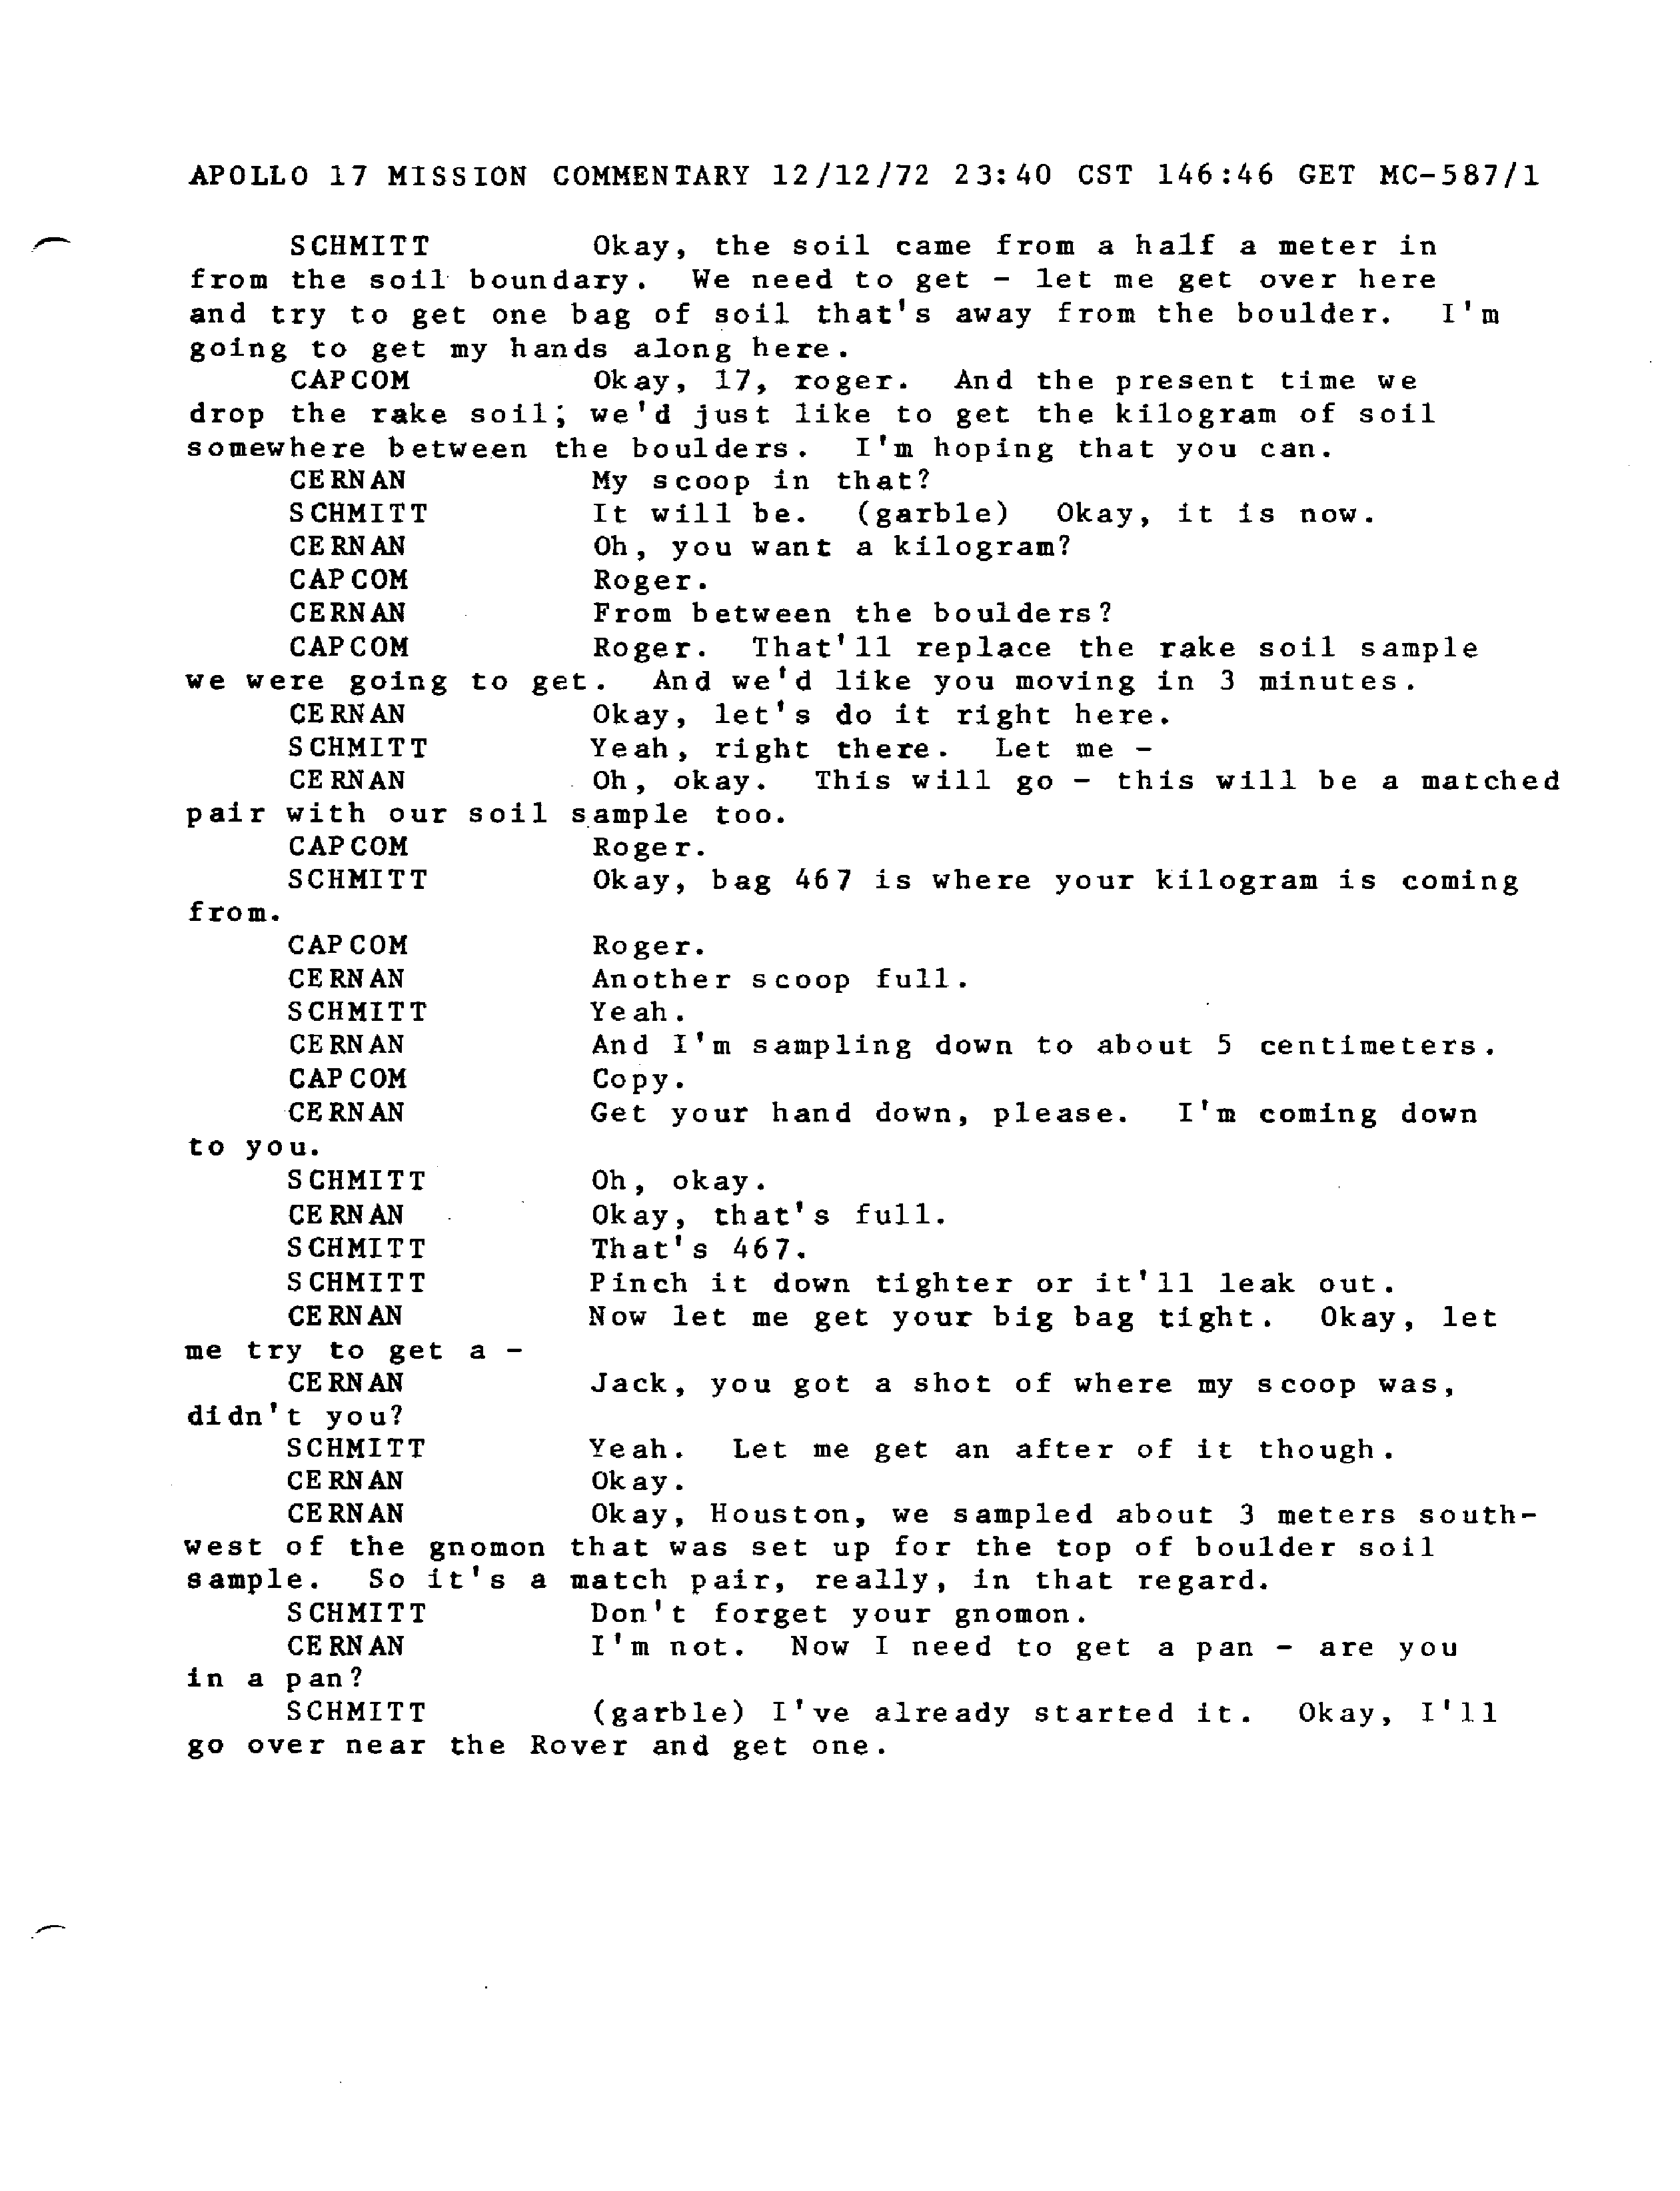 APOLLO 17 MISSION COMMENTARY 12/12/72 23:40 CST 146:46 GET MC-587/1
SCHMITT Okay, the soil came from a half a meter in
from the soil boundary. We need to get - let me get over here
and try to get one bag of soil that's away from the boulder. I'm
going to get my hands along here.
CAPCOM Okay, 17, roger. And the present time we
drop the rake soil; we'd just like to get the kilogram of soil
somewhere between the boulders. I'm hoping that you can.
CERNAN My scoop in that?
SCHMITT It will be. (garble) Okay, it is now.
CERNAN Oh, you want a kilogram?
CAPCOM Roger.
CERNAN From between the boulders?
CAPCOM Roger. That'll replace the rake soil sample
we were going to get. And we'd like you moving in 3 minutes.
CERNAN Okay, let's do it right here.
SCHMITT Yeah, right there. Let me -
CERNAN Oh, okay. This will go - this will be a matched
pair with our soil sample too.
CAPCOM Roger.
SCHMITT Okay, bag 467 is where your kilogram is coming
from.
CAPCOM Roger.
CERNAN Another scoop full.
SCHMITT Yeah.
CERNAN And I'm sampling down to about 5 centimeters.
CAPCOM Copy.
CERNAN Get your hand down, please. I'm coming down
to you.
SCHMITT Oh, okay.
CERNAN Okay, that's full.
SCHMITT That's 467.
SCHMITT Pinch it down tighter or it'll leak out.
CERNAN Now let me get your big bag tight. Okay, let
me try to get a -
CERNAN Jack, you got a shot of where my scoop was,
didn't you?
SCHMITT Yeah. Let me get an after of it though.
CERNAN Okay.
CERNAN Okay, Houston, we sampled about 3 meters south-
west of the gnomon that was set up for the top of boulder soil
sample. So it's a match pair, really, in that regard.
SCHMITT Don't forget your gnomon.
CERNAN I'm not. Now I need to get a pan - are you
in a pan?
SCHMITT (garble) I've already started it. Okay, I'll
go over near the Rover and get one.